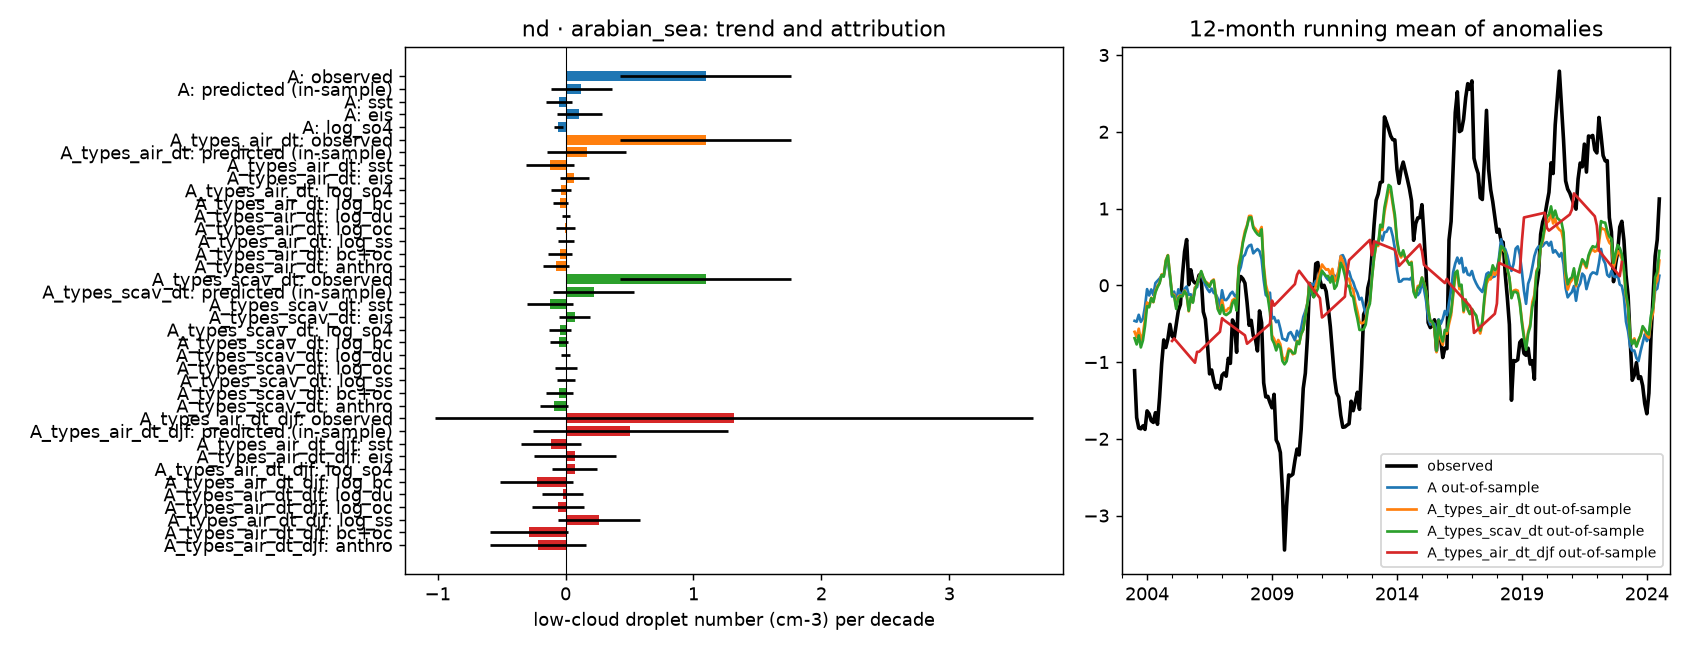 nd · arabian_sea: trend and attribution
A: observed
A: predicted (in-sample)
A: sst
A: eis
A: log_so4
A_types_air_dt: observed
A_types_air_dt: predicted (in-sample)
A_types_air_dt: sst
A_types_air_dt: eis
A_types_air_dt: log_so4
A_types_air_dt: log_bc
A_types_air_dt: log_du
A_types_air_dt: log_oc
A_types_air_dt: log_ss
A_types_air_dt: bc+oc
A_types_air_dt: anthro
A_types_scav_dt: observed
A_types_scav_dt: predicted (in-sample)
A_types_scav_dt: sst
A_types_scav_dt: eis
A_types_scav_dt: log_so4
A_types_scav_dt: log_bc
A_types_scav_dt: log_du
A_types_scav_dt: log_oc
A_types_scav_dt: log_ss
A_types_scav_dt: bc+oc
A_types_scav_dt: anthro
A_types_air_dt_djf: observed
A_types_air_dt_djf: predicted (in-sample)
A_types_air_dt_djf: sst
A_types_air_dt_djf: eis
A_types_air_dt_djf: log_so4
A_types_air_dt_djf: log_bc
A_types_air_dt_djf: log_du
A_types_air_dt_djf: log_oc
A_types_air_dt_djf: log_ss
A_types_air_dt_djf: bc+oc
A_types_air_dt_djf: anthro
−1 0 1 2 3
low-cloud droplet number (cm-3) per decade
12-month running mean of anomalies
3
2
1
0
−1
−2
−3
2004 2009 2014 2019 2024
observed
A out-of-sample
A_types_air_dt out-of-sample
A_types_scav_dt out-of-sample
A_types_air_dt_djf out-of-sample